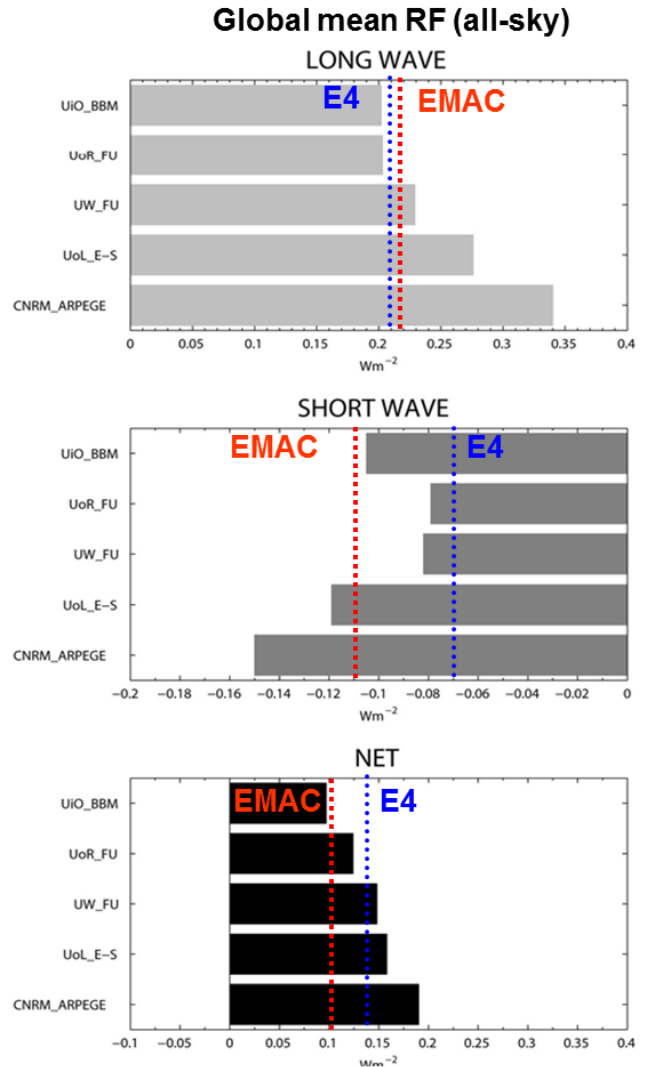 Global mean RF (all-sky)
LONG WAVE
E4 EMAC
UiO_BBM
UoR_FU
UW_FU
UoL_E–S
CNRM_ARPEGE
0 0.05 0.1 0.15 0.2 0.25 0.3 0.35 0.4
Wm−2
SHORT WAVE
EMAC E4
UiO_BBM
UoR_FU
UW_FU
UoL_E–S
CNRM_ARPEGE
−0.2 −0.18 −0.16 −0.14 −0.12 −0.1 −0.08 −0.06 −0.04 −0.02 0
Wm−2
NET
UiO_BBM EMAC E4
UoR_FU
UW_FU
UoL_E–S
CNRM_ARPEGE
−0.1 −0.05 0 0.05 0.1 0.15 0.2 0.25 0.3 0.35 0.4
Wm−2